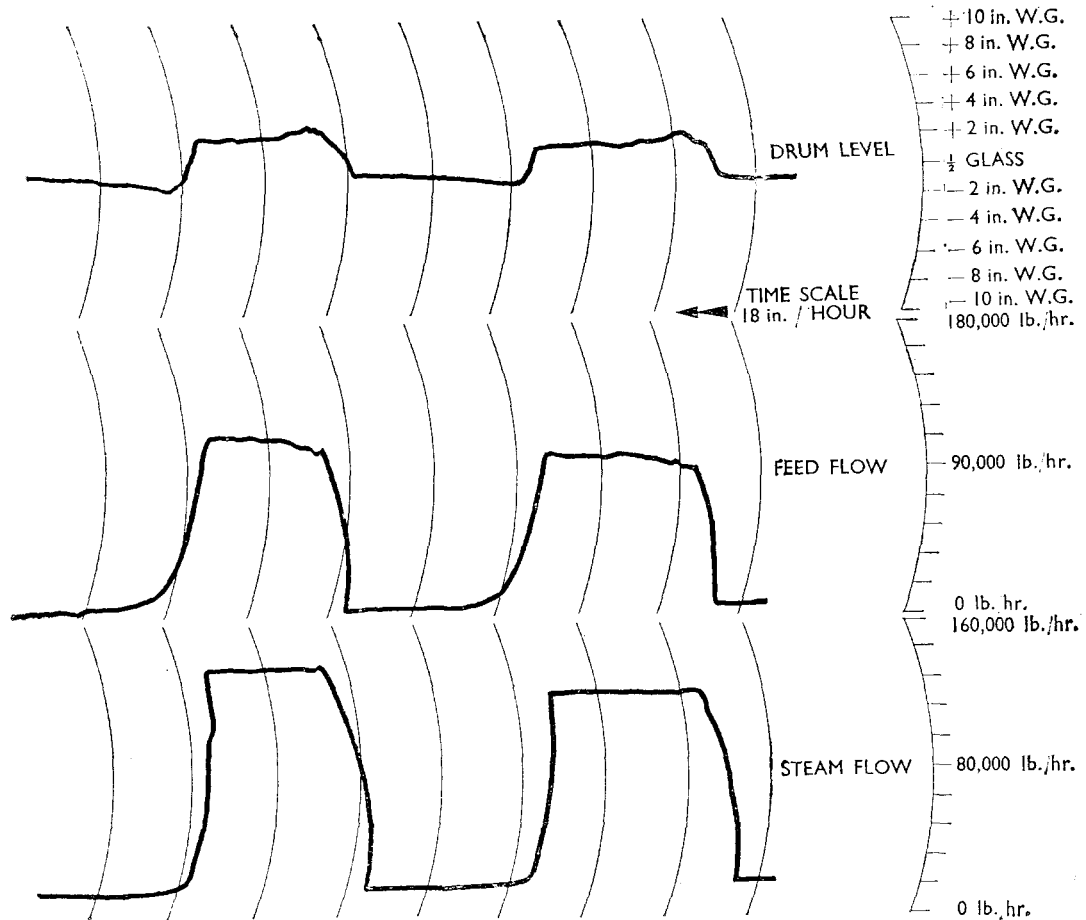 + 10 in. W.G.
+ 8 in. W.G.
+ 6 in. W.G.
+ 4 in. W.G.
+ 2 in. W.G.
DRUM LEVEL
½ GLASS
— 2 in. W.G.
— 4 in. W.G.
— 6 in. W.G.
— 8 in. W.G.
— 10 in. W.G.
TIME SCALE
18 in. / HOUR
180,000 lb./hr.
FEED FLOW
90,000 lb./hr.
0 lb. hr.
160,000 lb./hr.
STEAM FLOW
80,000 lb./hr.
0 lb. hr.